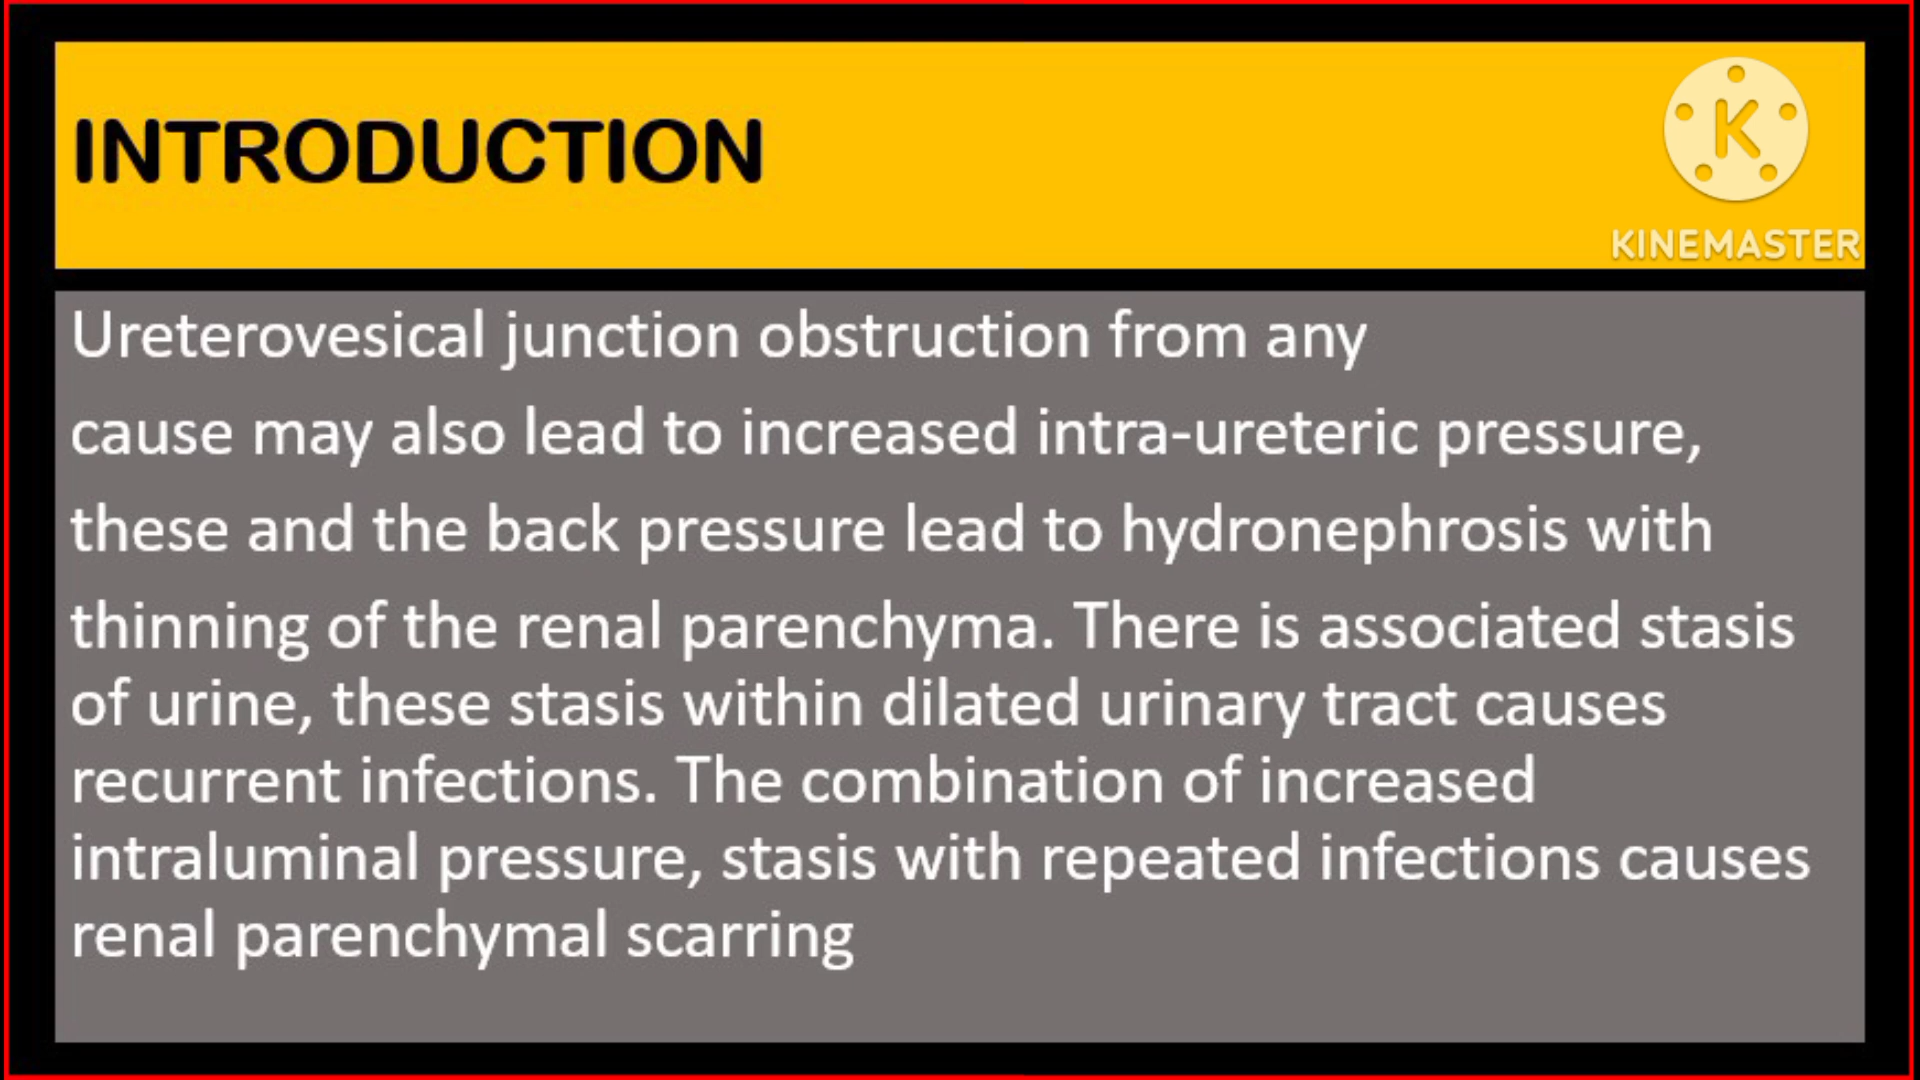 INTRODUCTION
K
KINEMASTER
Ureterovesical junction obstruction from any
cause may also lead to increased intra-ureteric pressure,
these and the back pressure lead to hydronephrosis with
thinning of the renal parenchyma. There is associated stasis
of urine, these stasis within dilated urinary tract causes
recurrent infections. The combination of increased
intraluminal pressure, stasis with repeated infections causes
renal parenchymal scarring